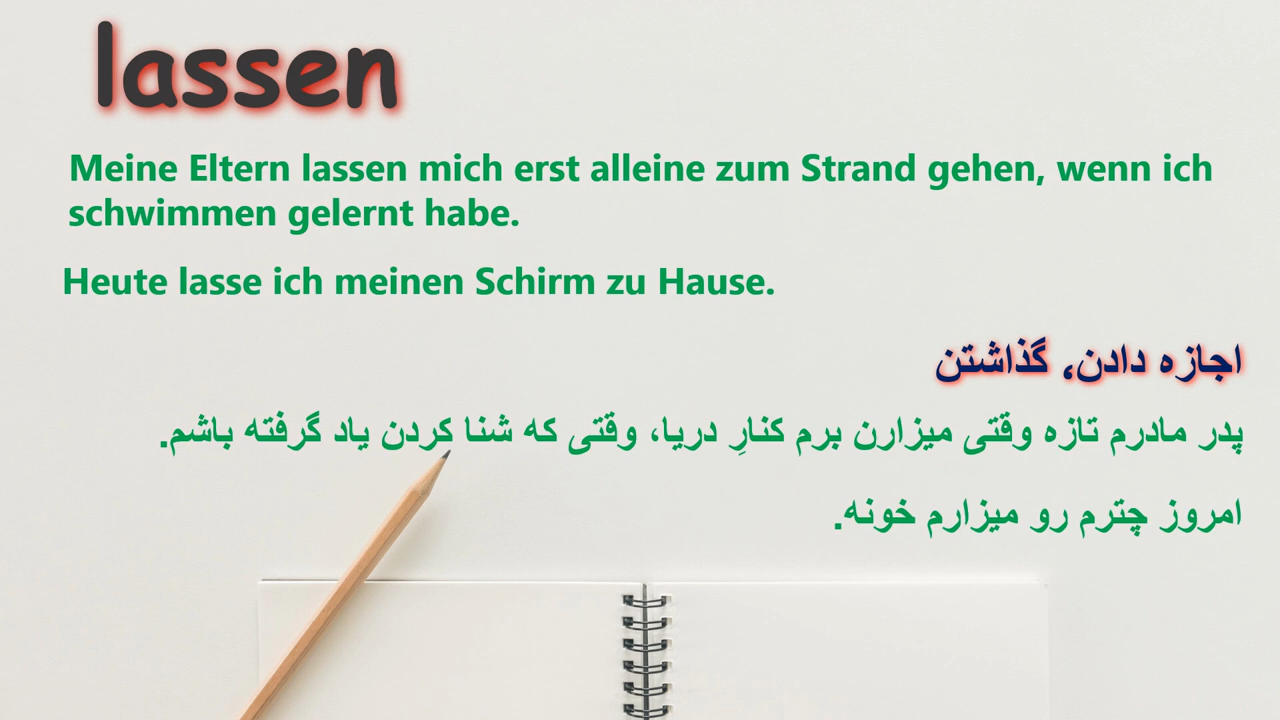 lassen
Meine Eltern lassen mich erst alleine zum Strand gehen, wenn ich
schwimmen gelernt habe.
Heute lasse ich meinen Schirm zu Hause.
اجازه دادن، گذاشتن
پدر مادرم تازه وقتی میزارن برم کنارِ دریا، وقتی که شنا کردن یاد گرفته باشم.
امروز چترم رو میزارم خونه.